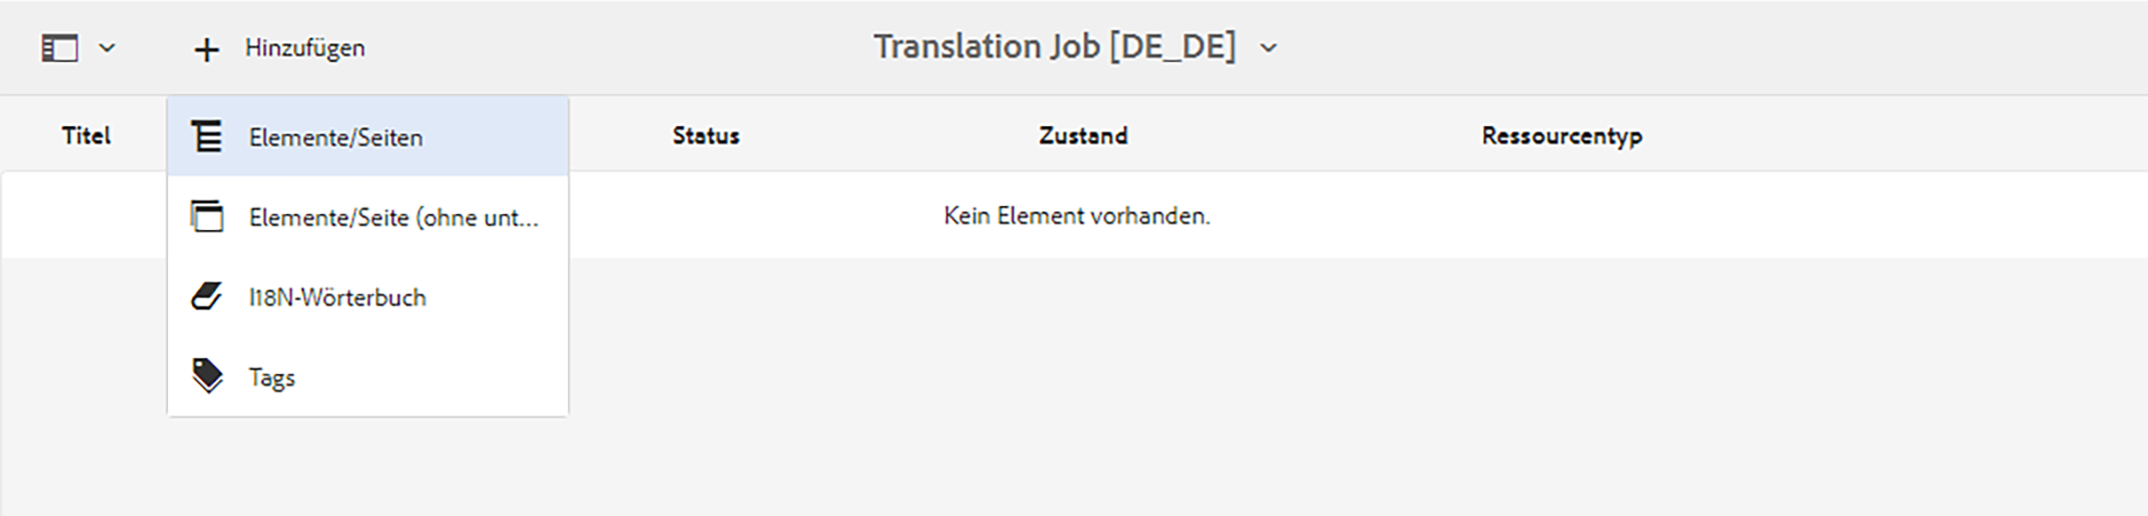 Hinzufügen
Translation Job [DE_DE]
Titel
Status
Zustand
Ressourcentyp
Elemente/Seiten
Elemente/Seite (ohne unt...
I18N-Wörterbuch
Tags
Kein Element vorhanden.